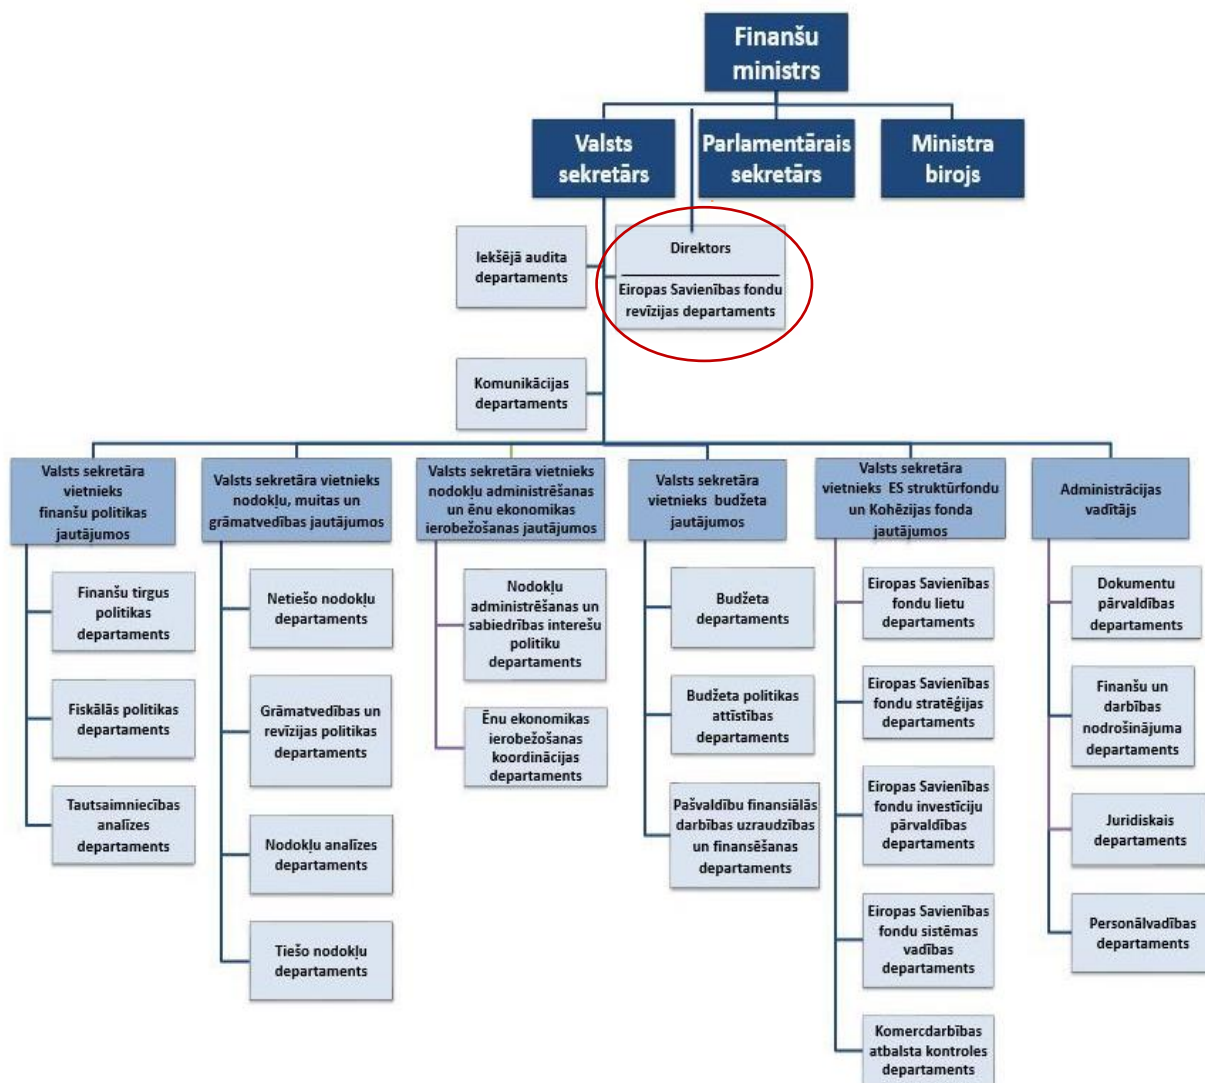 Finanšu
ministrs
Valsts
sekretārs
Parlamentārais
sekretārs
Ministra
birojs
Iekšējā audita
departaments
Direktors
Eiropas Savienības fondu
revīzijas departaments
Komunikācijas
departaments
Valsts sekretāra
vietnieks
finanšu politikas
jautājumos
Valsts sekretāra vietnieks
nodokļu, muitas un
grāmatvedības jautājumos
Valsts sekretāra vietnieks
nodokļu administrēšanas
un ēnu ekonomikas
ierobežošanas jautājumos
Valsts sekretāra
vietnieks budžeta
jautājumos
Valsts sekretāra
vietnieks ES struktūrfondu
un Kohēzijas fonda
jautājumos
Administrācijas
vadītājs
Finanšu tirgus
politikas
departaments
Fiskālās politikas
departaments
Tautsaimniecības
analīzes
departaments
Netiešo nodokļu
departaments
Grāmatvedības un
revīzijas politikas
departaments
Nodokļu analīzes
departaments
Tiešo nodokļu
departaments
Nodokļu
administrēšanas un
sabiedrības interešu
politiku
departaments
Ēnu ekonomikas
ierobežošanas
koordinācijas
departaments
Budžeta
departaments
Budžeta politikas
attīstības
departaments
Pašvaldību finansiālās
darbības uzraudzības
un finansēšanas
departaments
Eiropas Savienības
fondu lietu
departaments
Eiropas Savienības
fondu stratēģijas
departaments
Eiropas Savienības
fondu investīciju
pārvaldības
departaments
Eiropas Savienības
fondu sistēmas
vadības
departaments
Komercdarbības
atbalsta kontroles
departaments
Dokumentu
pārvaldības
departaments
Finanšu un
darbības
nodrošinājuma
departaments
Juridiskais
departaments
Personālvadības
departaments